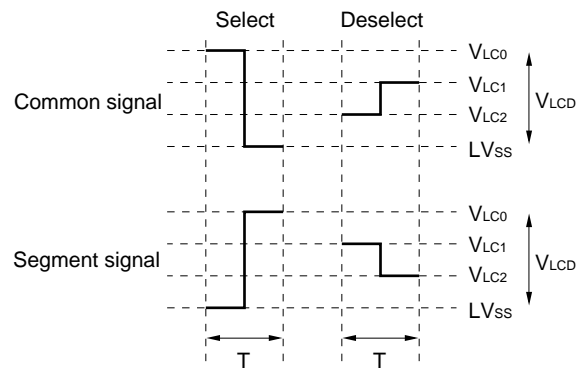 Select Deselect
VLC0
VLC1
Common signal
VLCD
VLC2
LVSS
VLC0
VLC1
Segment signal
VLCD
VLC2
LVSS
T T